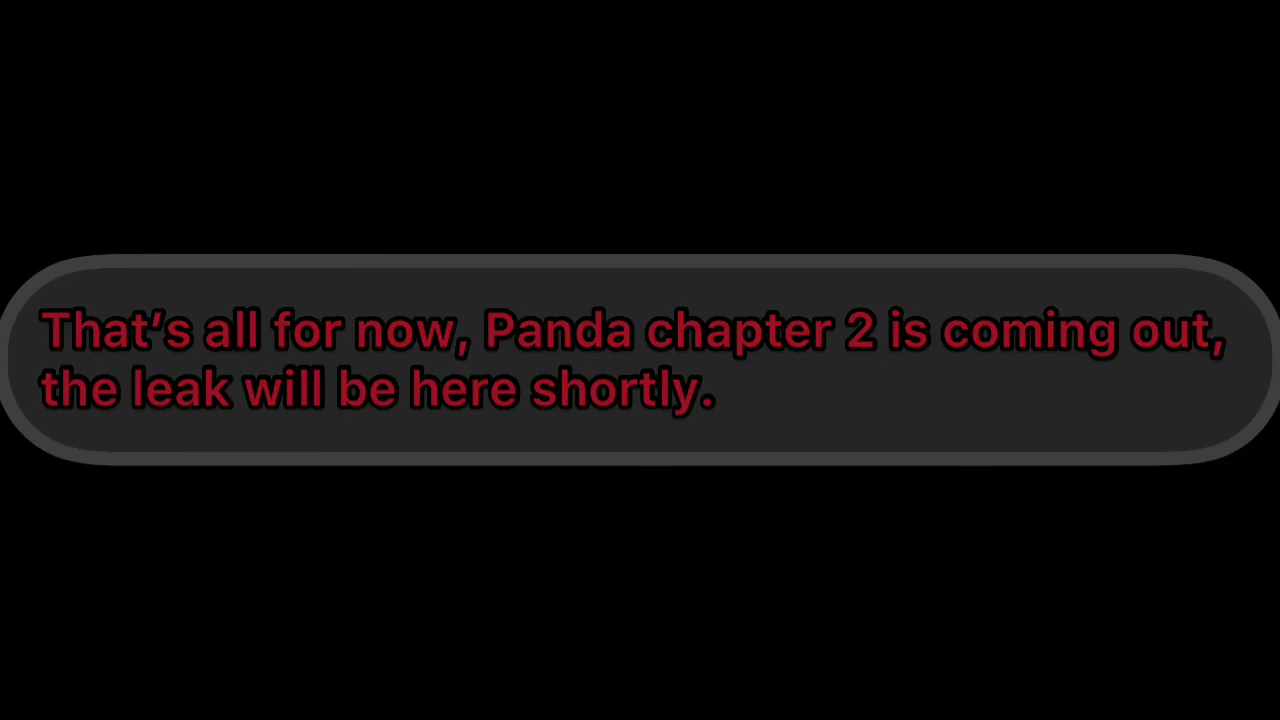 That’s all for now, Panda chapter 2 is coming out,
the leak will be here shortly.